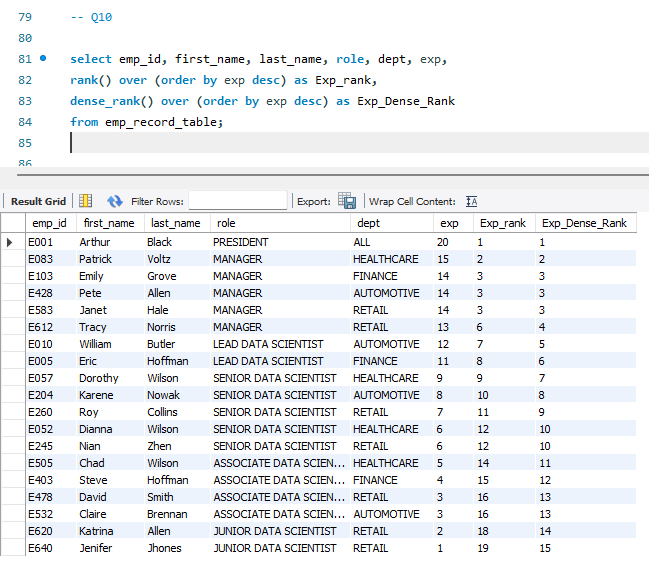 79 -- Q10
80
81 select emp_id, first_name, last_name, role, dept, exp,
82 rank() over (order by exp desc) as Exp_rank,
83 dense_rank() over (order by exp desc) as Exp_Dense_Rank
84 from emp_record_table;
85
86
Result Grid Filter Rows: Export: Wrap Cell Content: IA
emp_id first_name last_name role dept exp Exp_rank Exp_Dense_Rank
E001 Arthur Black PRESIDENT ALL 20 1 1
E083 Patrick Voltz MANAGER HEALTHCARE 15 2 2
E103 Emily Grove MANAGER FINANCE 14 3 3
E428 Pete Allen MANAGER AUTOMOTIVE 14 3 3
E583 Janet Hale MANAGER RETAIL 14 3 3
E612 Tracy Norris MANAGER RETAIL 13 6 4
E010 William Butler LEAD DATA SCIENTIST AUTOMOTIVE 12 7 5
E005 Eric Hoffman LEAD DATA SCIENTIST FINANCE 11 8 6
E057 Dorothy Wilson SENIOR DATA SCIENTIST HEALTHCARE 9 9 7
E204 Karene Nowak SENIOR DATA SCIENTIST AUTOMOTIVE 8 10 8
E260 Roy Collins SENIOR DATA SCIENTIST RETAIL 7 11 9
E052 Dianna Wilson SENIOR DATA SCIENTIST HEALTHCARE 6 12 10
E245 Nian Zhen SENIOR DATA SCIENTIST RETAIL 6 12 10
E505 Chad Wilson ASSOCIATE DATA SCIEN... HEALTHCARE 5 14 11
E403 Steve Hoffman ASSOCIATE DATA SCIEN... FINANCE 4 15 12
E478 David Smith ASSOCIATE DATA SCIEN... RETAIL 3 16 13
E532 Claire Brennan ASSOCIATE DATA SCIEN... AUTOMOTIVE 3 16 13
E620 Katrina Allen JUNIOR DATA SCIENTIST RETAIL 2 18 14
E640 Jenifer Jhones JUNIOR DATA SCIENTIST RETAIL 1 19 15